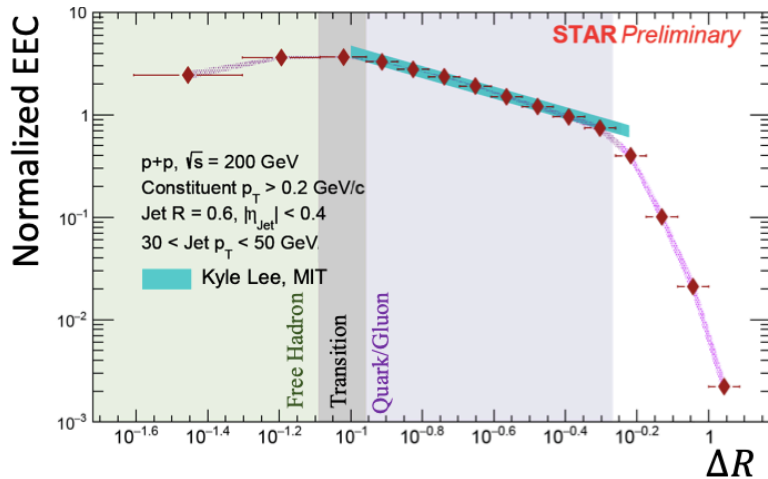 STAR Preliminary
Normalized EEC
10
1
10⁻¹
10⁻²
10⁻³
p+p, √s = 200 GeV
Constituent p_T > 0.2 GeV/c
Jet R = 0.6, |η_Jet| < 0.4
30 < Jet p_T < 50 GeV
Kyle Lee, MIT
Free Hadron
Transition
Quark/Gluon
10⁻¹·⁶ 10⁻¹·⁴ 10⁻¹·² 10⁻¹ 10⁻⁰·⁸ 10⁻⁰·⁶ 10⁻⁰·⁴ 10⁻⁰·² 1
ΔR